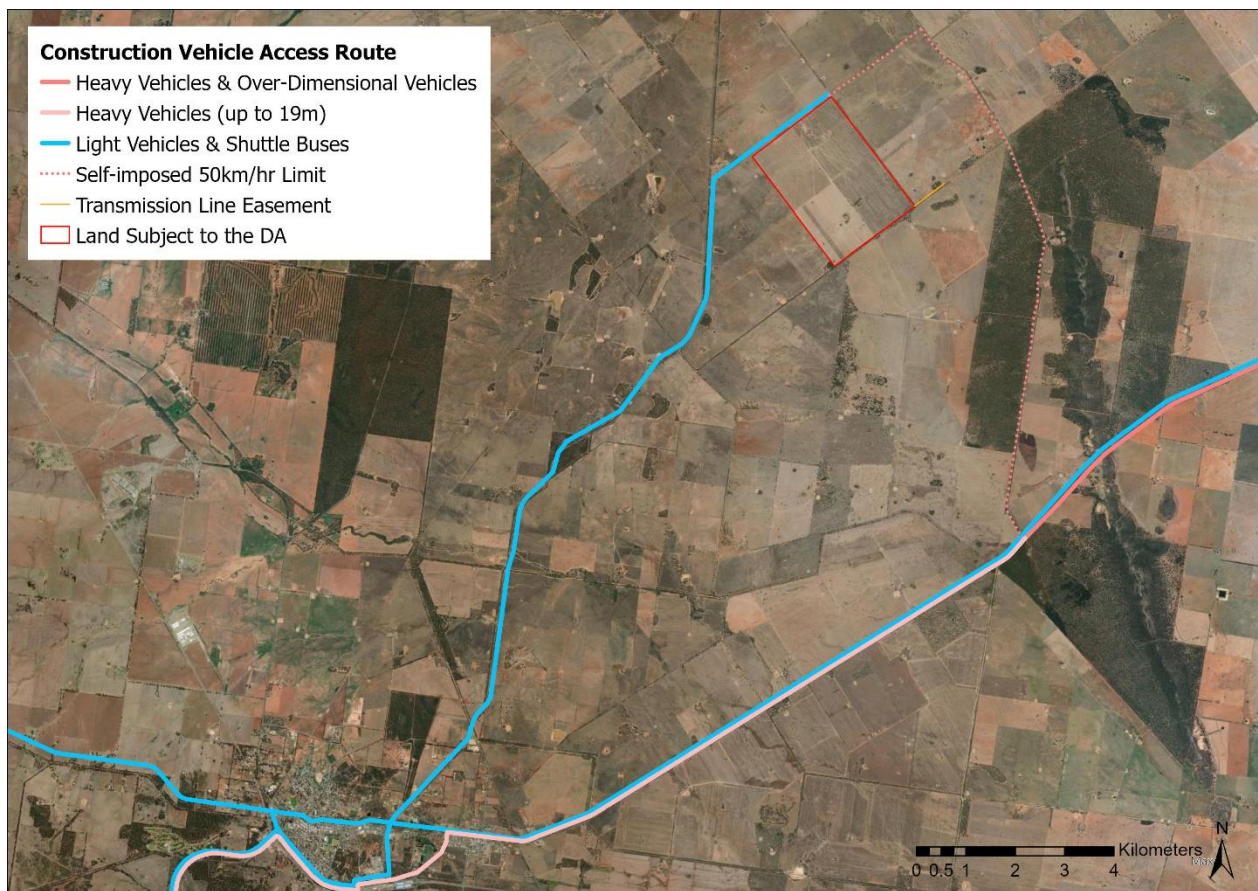 Construction Vehicle Access Route
Heavy Vehicles & Over-Dimensional Vehicles
Heavy Vehicles (up to 19m)
Light Vehicles & Shuttle Buses
Self-imposed 50km/hr Limit
Transmission Line Easement
Land Subject to the DA
N
Kilometers
0 0.5 1 2 3 4